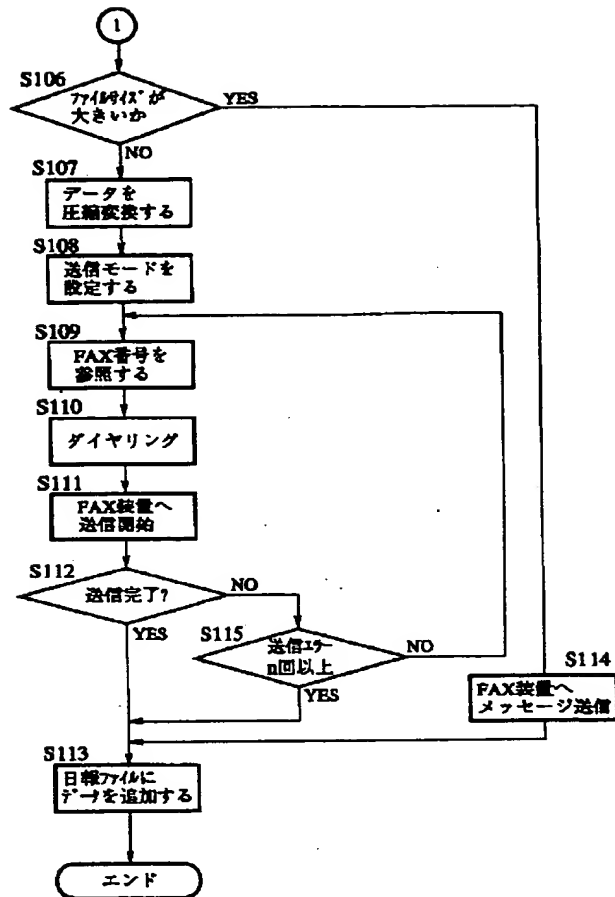 1
S106
ファイルサイズが
大きいか
YES
NO
S107
データを
圧縮変換する
S108
送信モードを
設定する
S109
FAX番号を
参照する
S110
ダイヤリング
S111
FAX装置へ
送信開始
S112
送信完了?
NO
YES
S115
送信エラー
n回以上
NO
YES
S114
FAX装置へ
メッセージ送信
S113
日報ファイルに
データを追加する
エンド